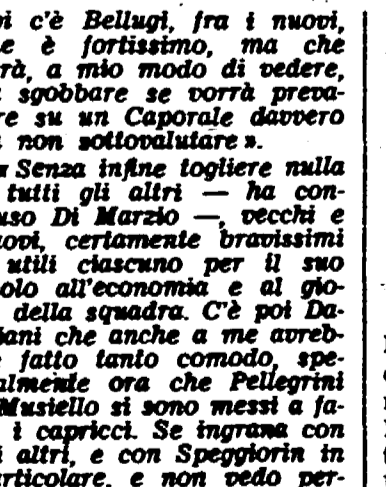 oi c'è Bellugi, fra i nuovi,
e è fortissimo, ma che
rà, a mio modo di vedere,
sgobbare se vorrà preva-
re su un Caporale davvero
non sottovalutare ».
« Senza infine togliere nulla
tutti gli altri — ha con-
uso Di Marzio —, vecchi e
uovi, certamente bravissimi
utili ciascuno per il suo
olo all'economia e al gio-
della squadra. C'è poi Da-
iani che anche a me avreb-
e fatto tanto comodo, spe-
almente ora che Pellegrini
Musiello si sono messi a fa-
i capricci. Se ingrana con
i altri, e con Speggiorin in
articolare, e non vedo per-